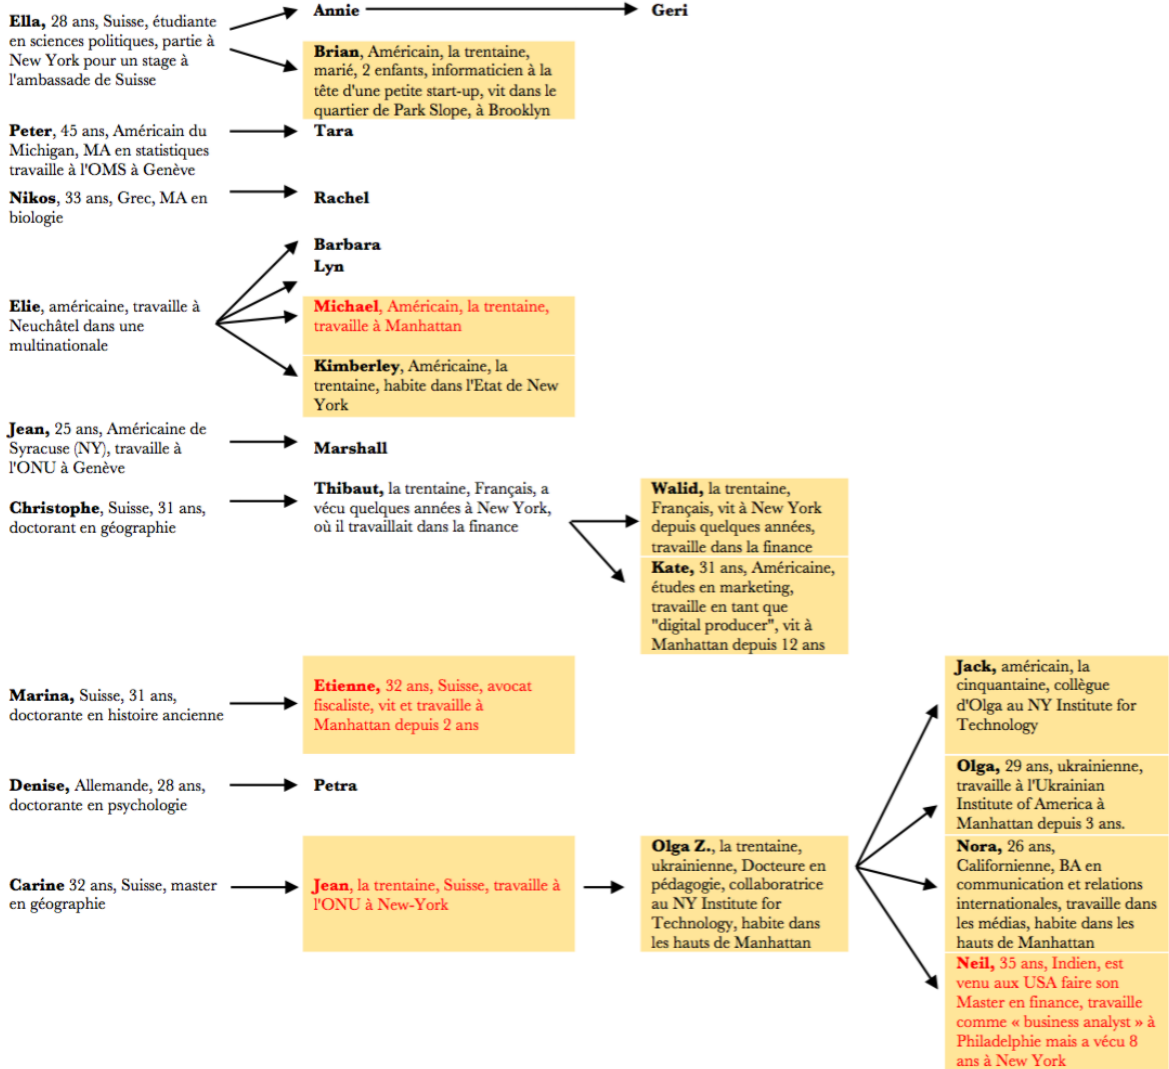 Ella, 28 ans, Suisse, étudiante
en sciences politiques, partie à
New York pour un stage à
l'ambassade de Suisse
Annie
Geri
Brian, Américain, la trentaine,
marié, 2 enfants, informaticien à la
tête d'une petite start-up, vit dans le
quartier de Park Slope, à Brooklyn
Peter, 45 ans, Américain du
Michigan, MA en statistiques
travaille à l'OMS à Genève
Tara
Nikos, 33 ans, Grec, MA en
biologie
Rachel
Elie, américaine, travaille à
Neuchâtel dans une
multinationale
Barbara
Lyn
Michael, Américain, la trentaine,
travaille à Manhattan
Kimberley, Américaine, la
trentaine, habite dans l'Etat de New
York
Jean, 25 ans, Américaine de
Syracuse (NY), travaille à
l'ONU à Genève
Marshall
Christophe, Suisse, 31 ans,
doctorant en géographie
Thibaut, la trentaine, Français, a
vécu quelques années à New York,
où il travaillait dans la finance
Walid, la trentaine,
Français, vit à New York
depuis quelques années,
travaille dans la finance
Kate, 31 ans, Américaine,
études en marketing,
travaille en tant que
"digital producer", vit à
Manhattan depuis 12 ans
Marina, Suisse, 31 ans,
doctorante en histoire ancienne
Etienne, 32 ans, Suisse, avocat
fiscaliste, vit et travaille à
Manhattan depuis 2 ans
Denise, Allemande, 28 ans,
doctorante en psychologie
Petra
Carine 32 ans, Suisse, master
en géographie
Jean, la trentaine, Suisse, travaille à
l'ONU à New-York
Olga Z., la trentaine,
ukrainienne, Docteure en
pédagogie, collaboratrice
au NY Institute for
Technology, habite dans
les hauts de Manhattan
Jack, américain, la
cinquantaine, collègue
d'Olga au NY Institute for
Technology
Olga, 29 ans, ukrainienne,
travaille à l'Ukrainian
Institute of America à
Manhattan depuis 3 ans.
Nora, 26 ans,
Californienne, BA en
communication et relations
internationales, travaille dans
les médias, habite dans les
hauts de Manhattan
Neil, 35 ans, Indien, est
venu aux USA faire son
Master en finance, travaille
comme « business analyst » à
Philadelphie mais a vécu 8
ans à New York